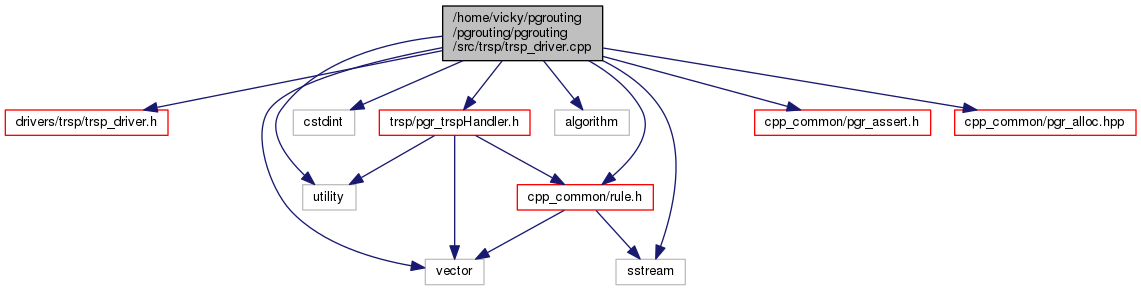 /home/vicky/pgrouting
/pgrouting/pgrouting
/src/trsp/trsp_driver.cpp
drivers/trsp/trsp_driver.h
cstdint
trsp/pgr_trspHandler.h
algorithm
cpp_common/pgr_assert.h
cpp_common/pgr_alloc.hpp
utility
cpp_common/rule.h
vector
sstream